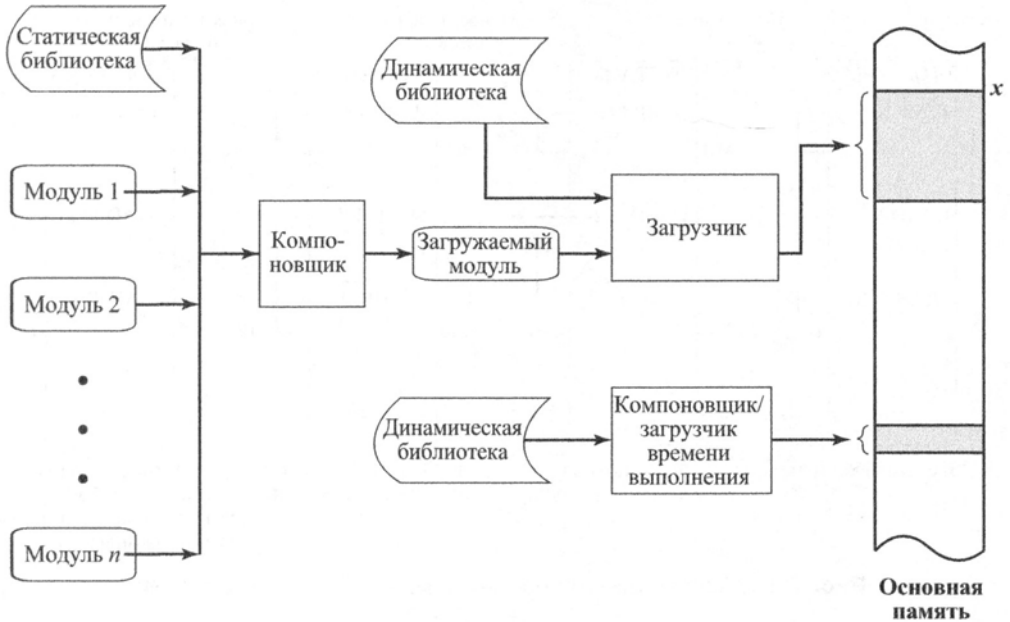 Статическая
библиотека
Модуль 1
Модуль 2
Модуль n
Компо-
новщик
Динамическая
библиотека
Загружаемый
модуль
Загрузчик
Динамическая
библиотека
Компоновщик/
загрузчик
времени
выполнения
x
Основная
память